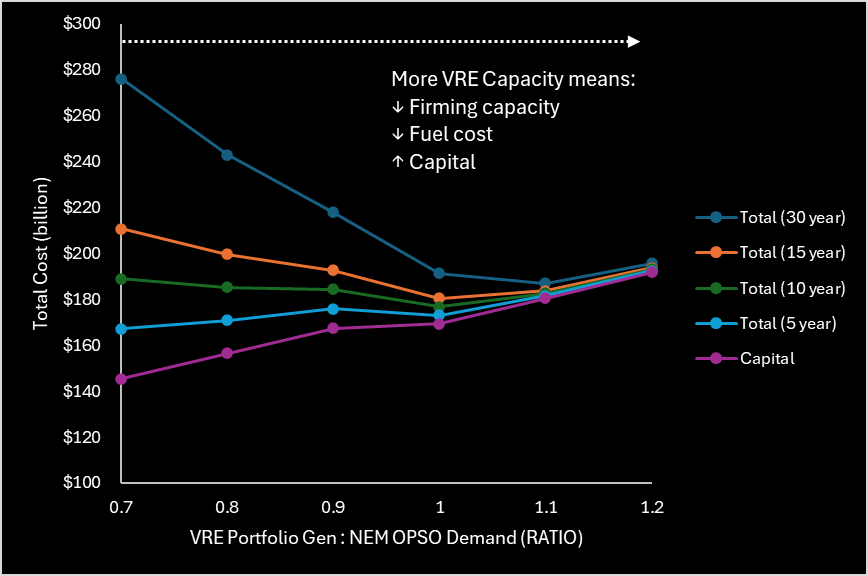 $300
$280
$260
$240
$220
$200
$180
$160
$140
$120
$100
Total Cost (billion)
More VRE Capacity means:
↓ Firming capacity
↓ Fuel cost
↑ Capital
Total (30 year)
Total (15 year)
Total (10 year)
Total (5 year)
Capital
0.7 0.8 0.9 1 1.1 1.2
VRE Portfolio Gen : NEM OPSO Demand (RATIO)